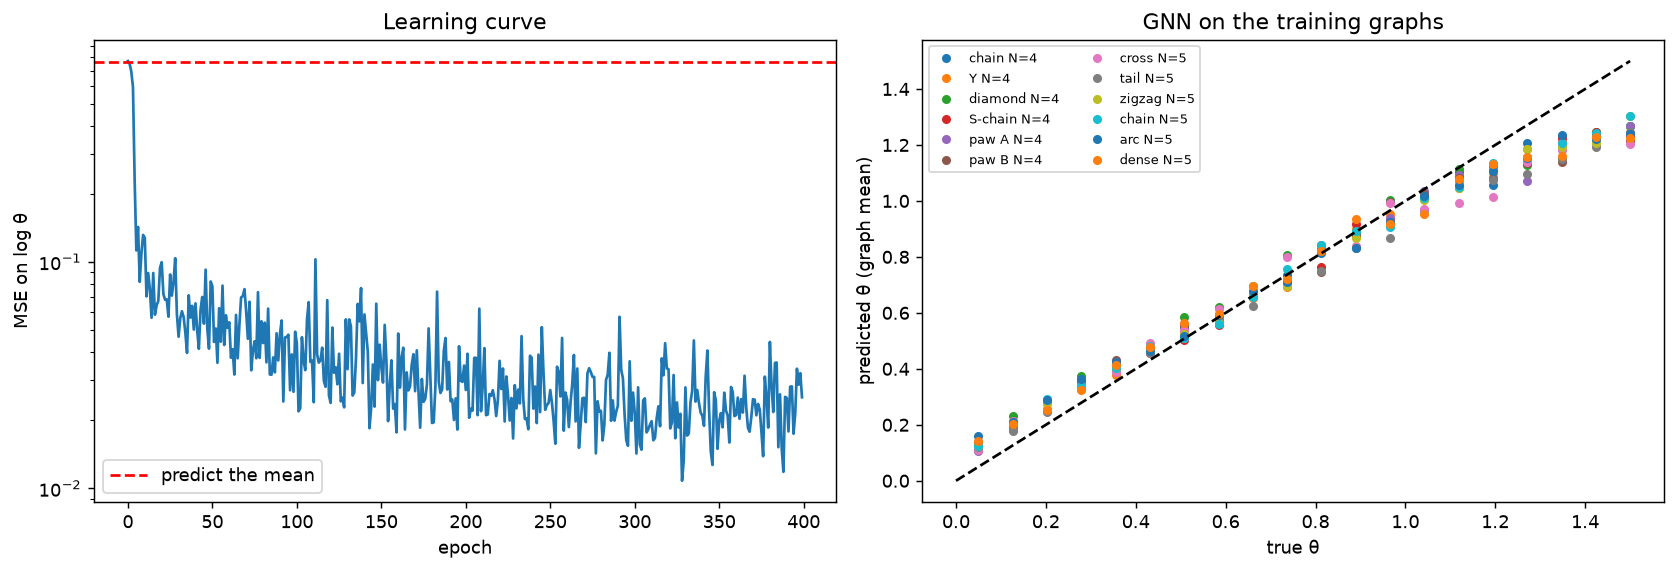 Learning curve
MSE on log θ
10⁻¹
10⁻²
predict the mean
0 50 100 150 200 250 300 350 400
epoch
GNN on the training graphs
predicted θ (graph mean)
1.4
1.2
1.0
0.8
0.6
0.4
0.2
0.0
chain N=4
Y N=4
diamond N=4
S-chain N=4
paw A N=4
paw B N=4
cross N=5
tail N=5
zigzag N=5
chain N=5
arc N=5
dense N=5
0.0 0.2 0.4 0.6 0.8 1.0 1.2 1.4
true θ